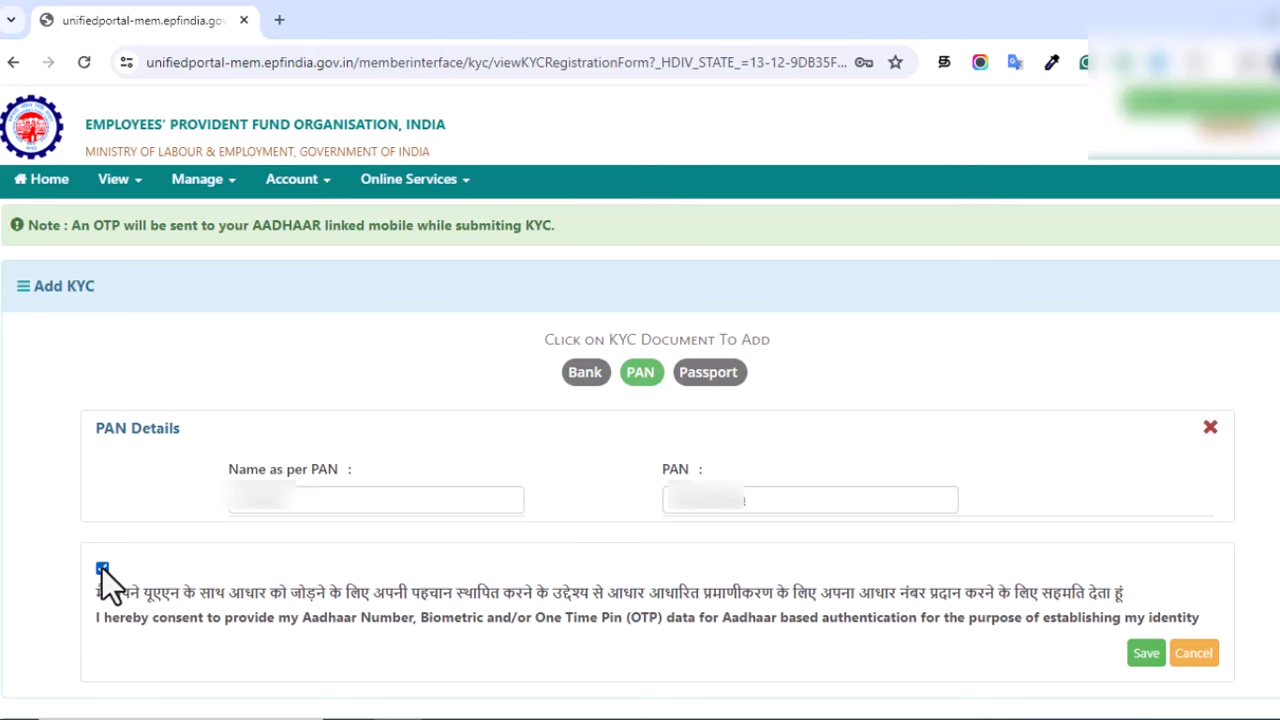 unifiedportal-mem.epfindia.gov
unifiedportal-mem.epfindia.gov.in/memberinterface/kyc/viewKYCRegistrationForm?_HDIV_STATE_=13-12-9DB35F...
EMPLOYEES' PROVIDENT FUND ORGANISATION, INDIA
MINISTRY OF LABOUR & EMPLOYMENT, GOVERNMENT OF INDIA
Home View Manage Account Online Services
Note : An OTP will be sent to your AADHAAR linked mobile while submiting KYC.
Add KYC
CLICK ON KYC DOCUMENT TO ADD
Bank PAN Passport
PAN Details
Name as per PAN : PAN :
यूएएन के साथ आधार को जोड़ने के लिए अपनी पहचान स्थापित करने के उद्देश्य से आधार आधारित प्रमाणीकरण के लिए अपना आधार नंबर प्रदान करने के लिए सहमति देता हूं
I hereby consent to provide my Aadhaar Number, Biometric and/or One Time Pin (OTP) data for Aadhaar based authentication for the purpose of establishing my identity
Save Cancel